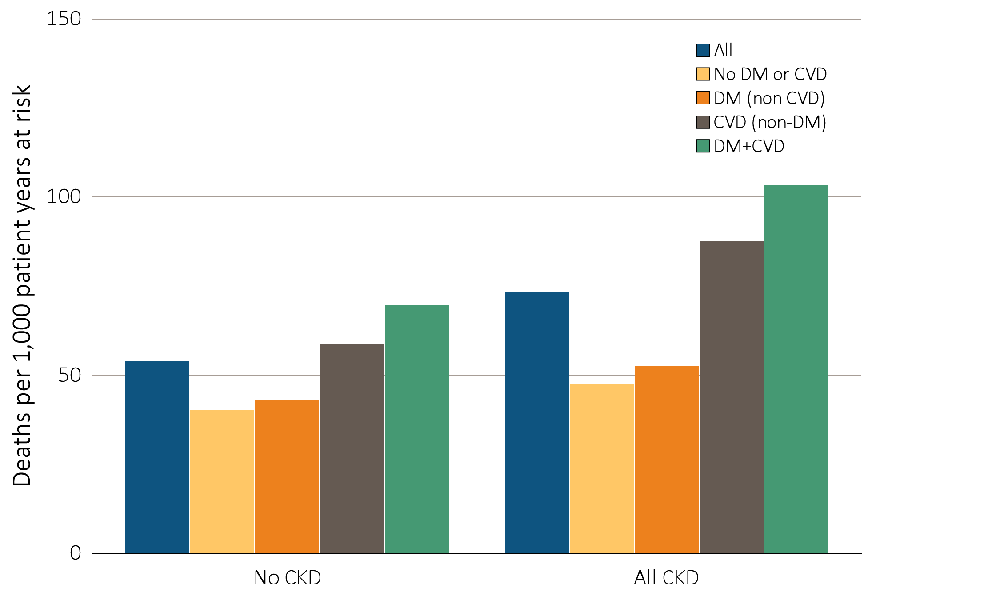 Deaths per 1,000 patient years at risk
150
100
50
0
All
No DM or CVD
DM (non CVD)
CVD (non-DM)
DM+CVD
No CKD
All CKD